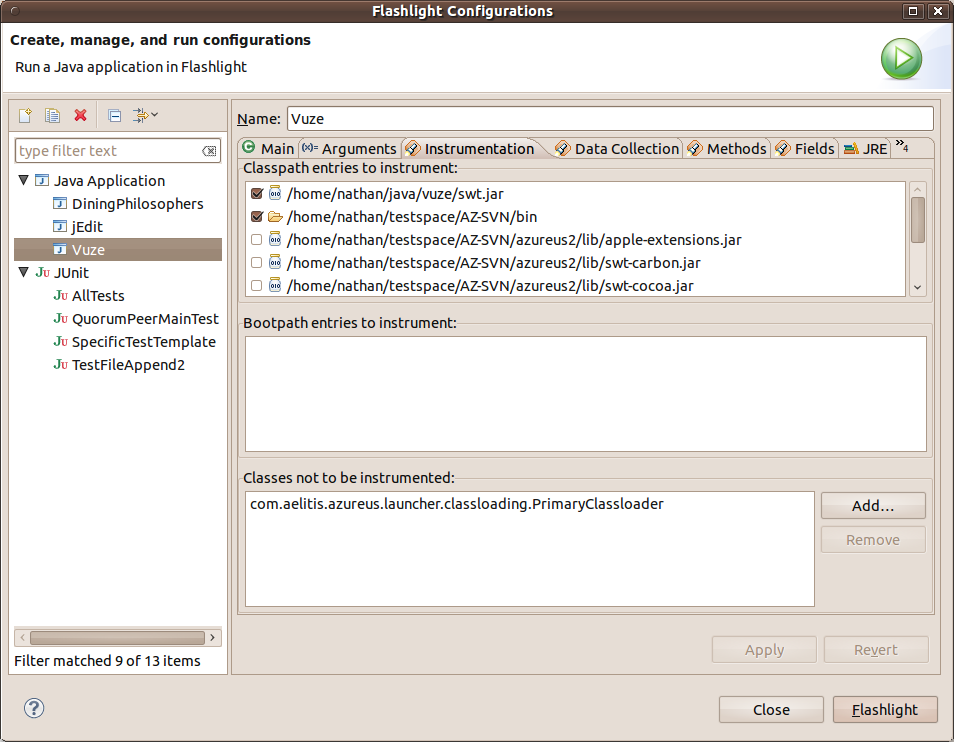 Flashlight Configurations
Create, manage, and run configurations
Run a Java application in Flashlight
Name: Vuze
type filter text
Java Application
DiningPhilosophers
jEdit
Vuze
JUnit
AllTests
QuorumPeerMainTest
SpecificTestTemplate
TestFileAppend2
Filter matched 9 of 13 items
Main (x)= Arguments Instrumentation Data Collection Methods Fields JRE »4
Classpath entries to instrument:
/home/nathan/java/vuze/swt.jar
/home/nathan/testspace/AZ-SVN/bin
/home/nathan/testspace/AZ-SVN/azureus2/lib/apple-extensions.jar
/home/nathan/testspace/AZ-SVN/azureus2/lib/swt-carbon.jar
/home/nathan/testspace/AZ-SVN/azureus2/lib/swt-cocoa.jar
Bootpath entries to instrument:
Classes not to be instrumented:
com.aelitis.azureus.launcher.classloading.PrimaryClassloader
Add...
Remove
Apply Revert
? Close Flashlight